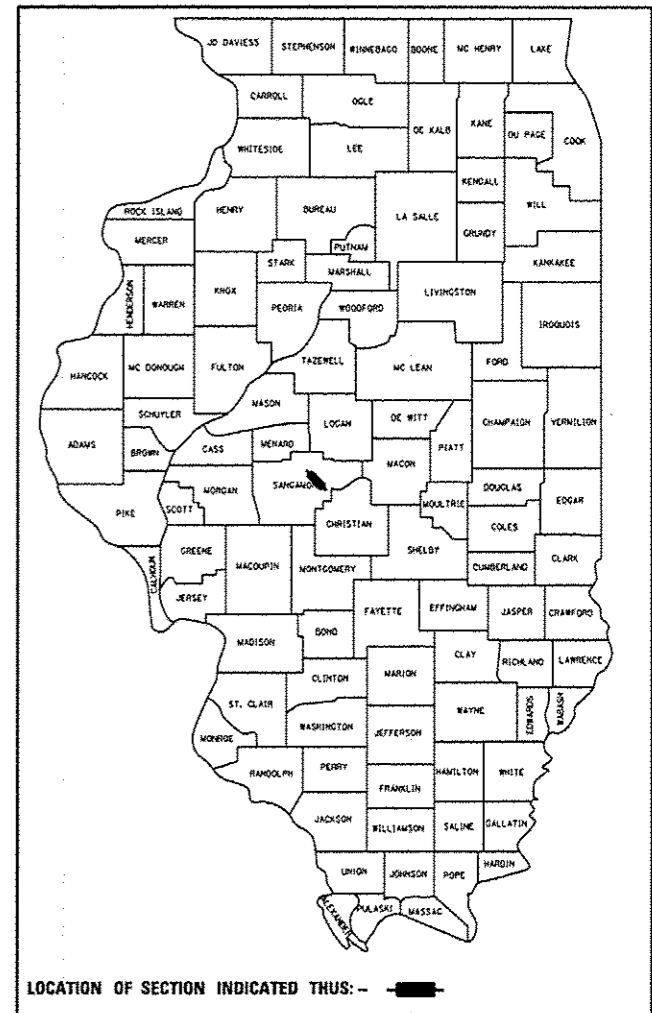 JO DAVIESS STEPHENSON WINNEBAGO BOONE MC HENRY LAKE
CARROLL OGLE DE KALB KANE DU PAGE COOK
WHITESIDE LEE
KENDALL WILL
ROCK ISLAND HENRY BUREAU LA SALLE GRUNDY
MERCER PUTNAM
STARK MARSHALL KANKAKEE
HENDERSON WARREN KNOX PEORIA WOODFORD LIVINGSTON IROQUOIS
HANCOCK MC DONOUGH FULTON TAZEWELL MC LEAN FORD
SCHUYLER MASON LOGAN DE WITT CHAMPAIGN VERMILION
ADAMS BROWN CASS MENARD MACON PIATT
PIKE SCOTT MORGAN SANGAMO MOULTRIE DOUGLAS EDGAR
CHRISTIAN COLES
GREENE MACOUPIN MONTGOMERY SHELBY CUMBERLAND CLARK
CALHOUN JERSEY FAYETTE EFFINGHAM JASPER CRAWFORD
MADISON BOND CLAY RICHLAND LAWRENCE
CLINTON MARION
ST. CLAIR WAYNE EDWARDS WABASH
MONROE WASHINGTON JEFFERSON
RANDOLPH PERRY HAMILTON WHITE
FRANKLIN
JACKSON WILLIAMSON SALINE GALLATIN
UNION JOHNSON POPE HARDIN
ALEXANDER PULASKI MASSAC
LOCATION OF SECTION INDICATED THUS: -